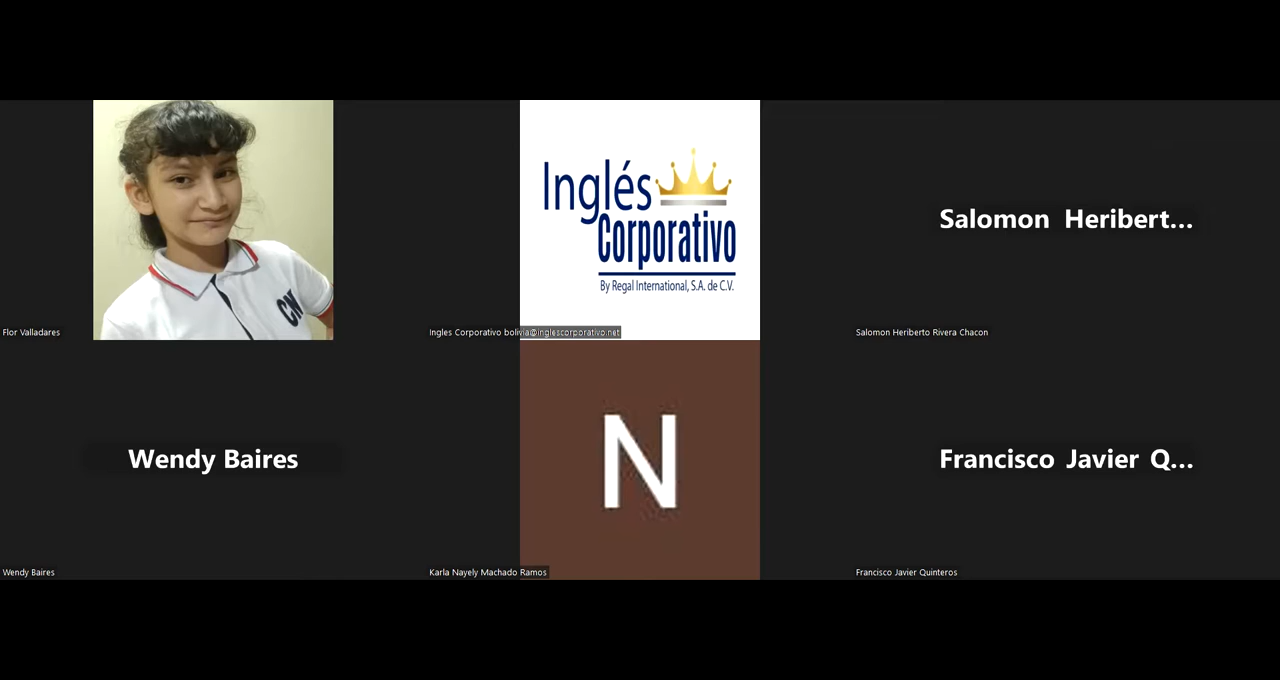 CN
Flor Valladares
Inglés
Corporativo
By Regal International, S.A. de C.V.
Ingles Corporativo bolivia@inglescorporativo.net
Salomon Heribert...
Salomon Heriberto Rivera Chacon
Wendy Baires
Wendy Baires
N
Karla Nayely Machado Ramos
Francisco Javier Q...
Francisco Javier Quinteros